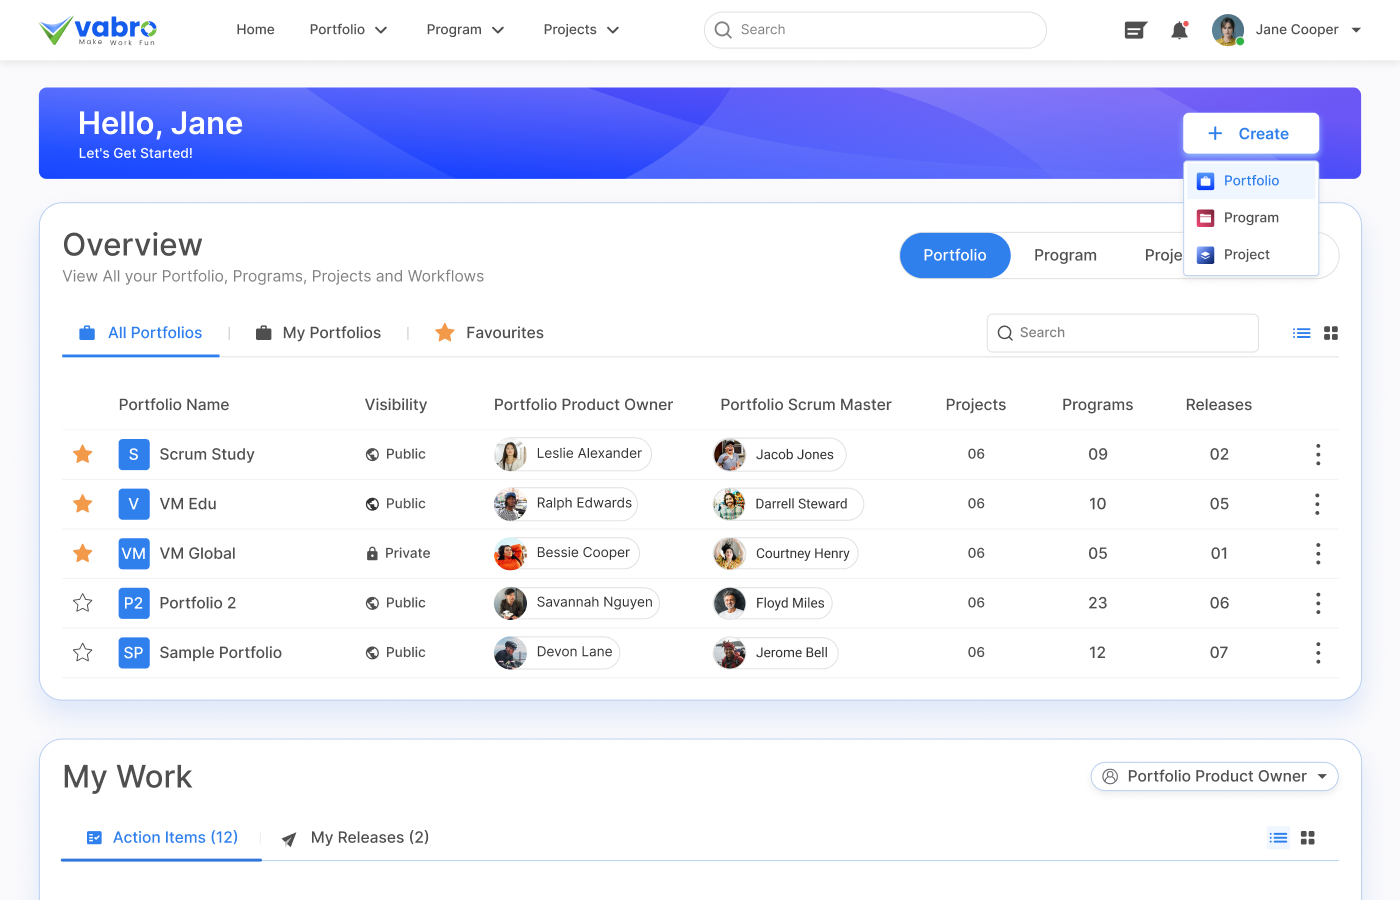 vabro
Make Work Fun
Home
Portfolio
Program
Projects
Search
Jane Cooper
Hello, Jane
Let's Get Started!
Create
Portfolio
Program
Project
Overview
View All your Portfolio, Programs, Projects and Workflows
Portfolio
Program
Proje
All Portfolios
My Portfolios
Favourites
Search
Portfolio Name Visibility Portfolio Product Owner Portfolio Scrum Master Projects Programs Releases
S Scrum Study Public Leslie Alexander Jacob Jones 06 09 02
V VM Edu Public Ralph Edwards Darrell Steward 06 10 05
VM VM Global Private Bessie Cooper Courtney Henry 06 05 01
P2 Portfolio 2 Public Savannah Nguyen Floyd Miles 06 23 06
SP Sample Portfolio Public Devon Lane Jerome Bell 06 12 07
My Work
Portfolio Product Owner
Action Items (12)
My Releases (2)